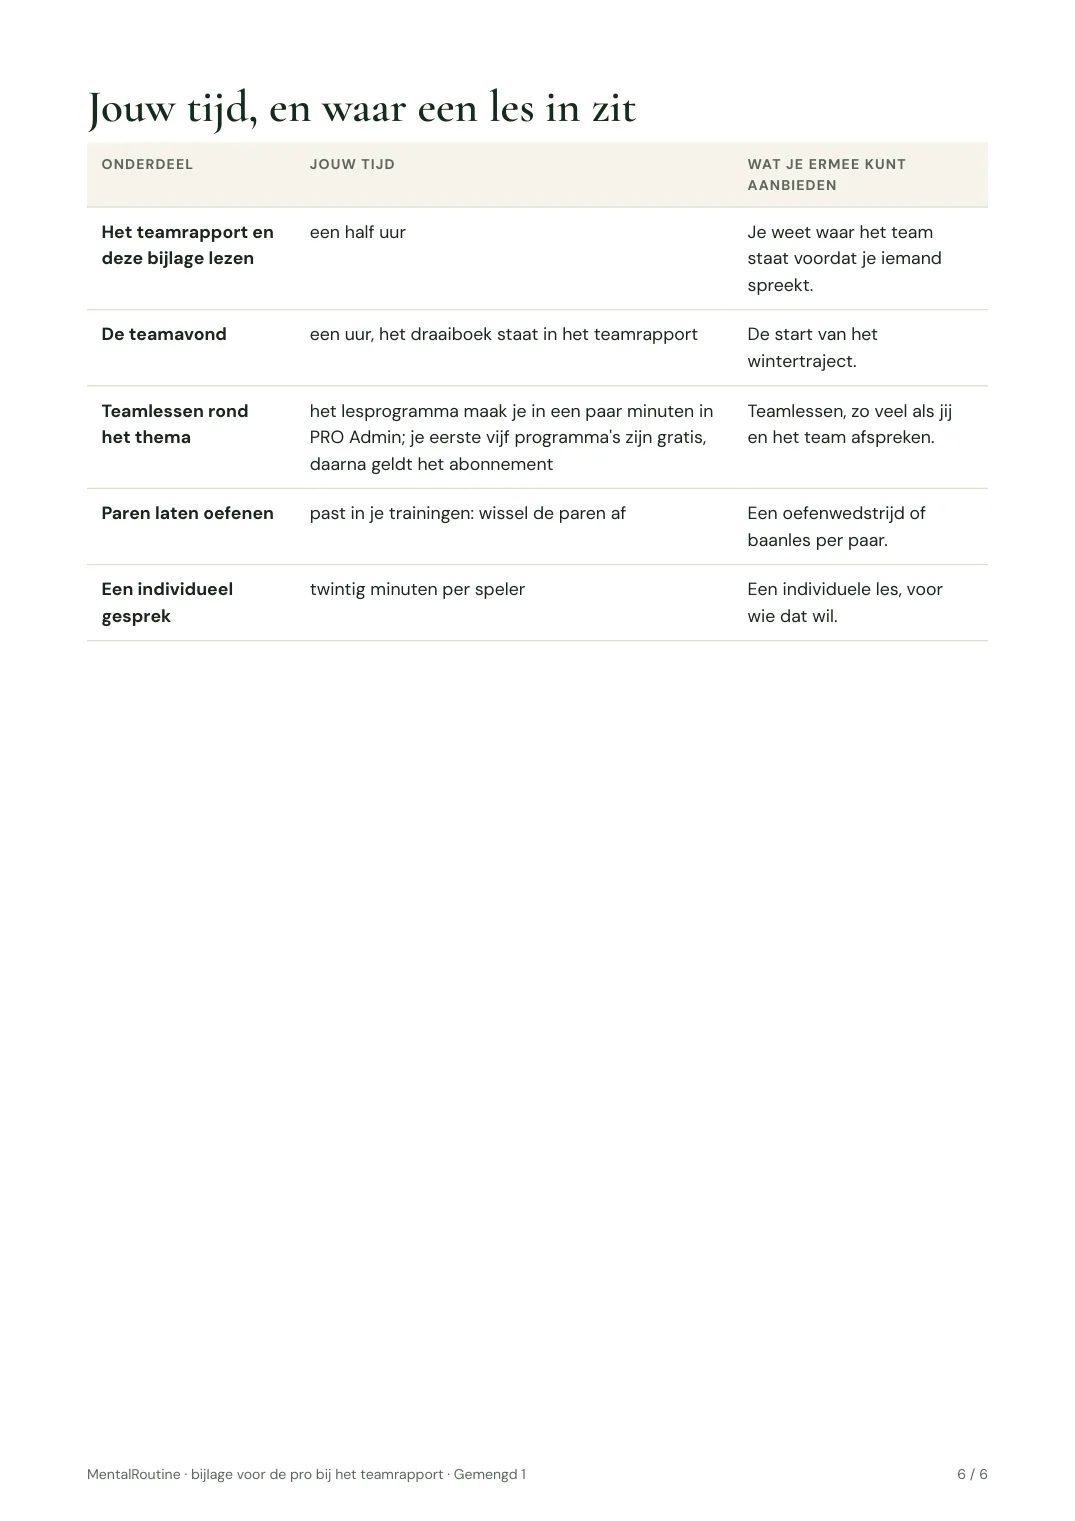 Jouw tijd, en waar een les in zit
ONDERDEEL JOUW TIJD WAT JE ERMEE KUNT
AANBIEDEN
Het teamrapport en een half uur Je weet waar het team
deze bijlage lezen staat voordat je iemand
spreekt.
De teamavond een uur, het draaiboek staat in het teamrapport De start van het
wintertraject.
Teamlessen rond het lesprogramma maak je in een paar minuten in Teamlessen, zo veel als jij
het thema PRO Admin; je eerste vijf programma's zijn gratis, en het team afspreken.
daarna geldt het abonnement
Paren laten oefenen past in je trainingen: wissel de paren af Een oefenwedstrijd of
baanles per paar.
Een individueel twintig minuten per speler Een individuele les, voor
gesprek wie dat wil.
MentalRoutine · bijlage voor de pro bij het teamrapport · Gemengd 1 6 / 6